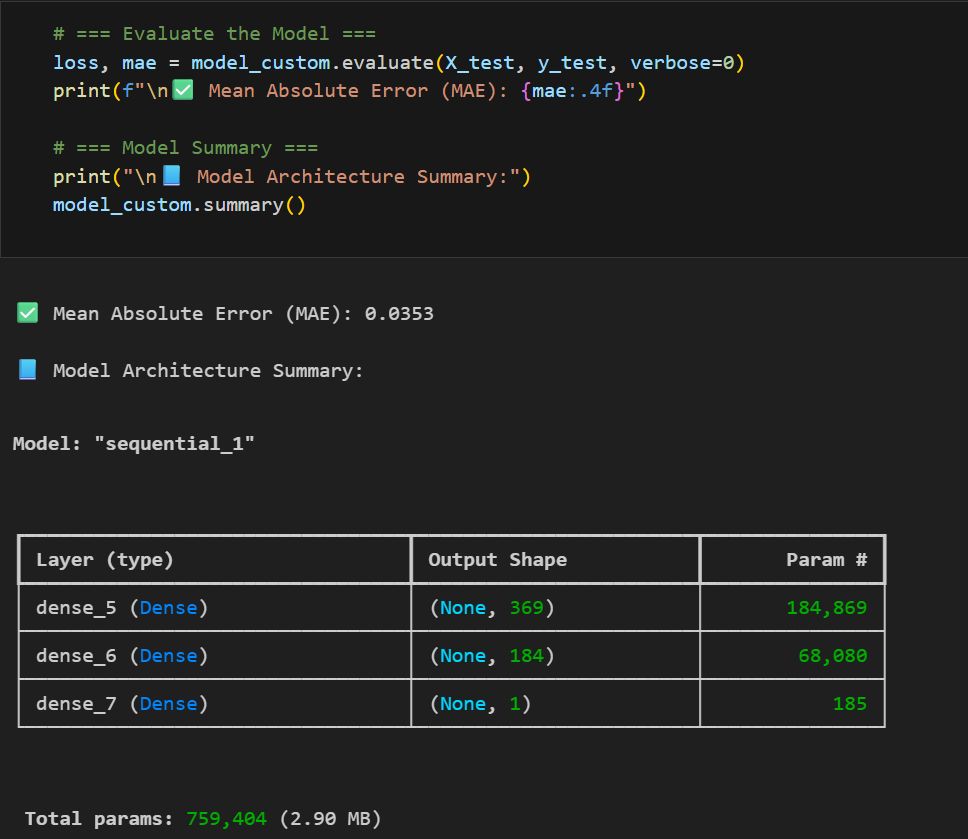 # === Evaluate the Model ===
loss, mae = model_custom.evaluate(X_test, y_test, verbose=0)
print(f"\n✅ Mean Absolute Error (MAE): {mae:.4f}")
# === Model Summary ===
print("\n📘 Model Architecture Summary:")
model_custom.summary()
✅ Mean Absolute Error (MAE): 0.0353
📘 Model Architecture Summary:
Model: "sequential_1"
Layer (type) Output Shape Param #
dense_5 (Dense) (None, 369) 184,869
dense_6 (Dense) (None, 184) 68,080
dense_7 (Dense) (None, 1) 185
Total params: 759,404 (2.90 MB)